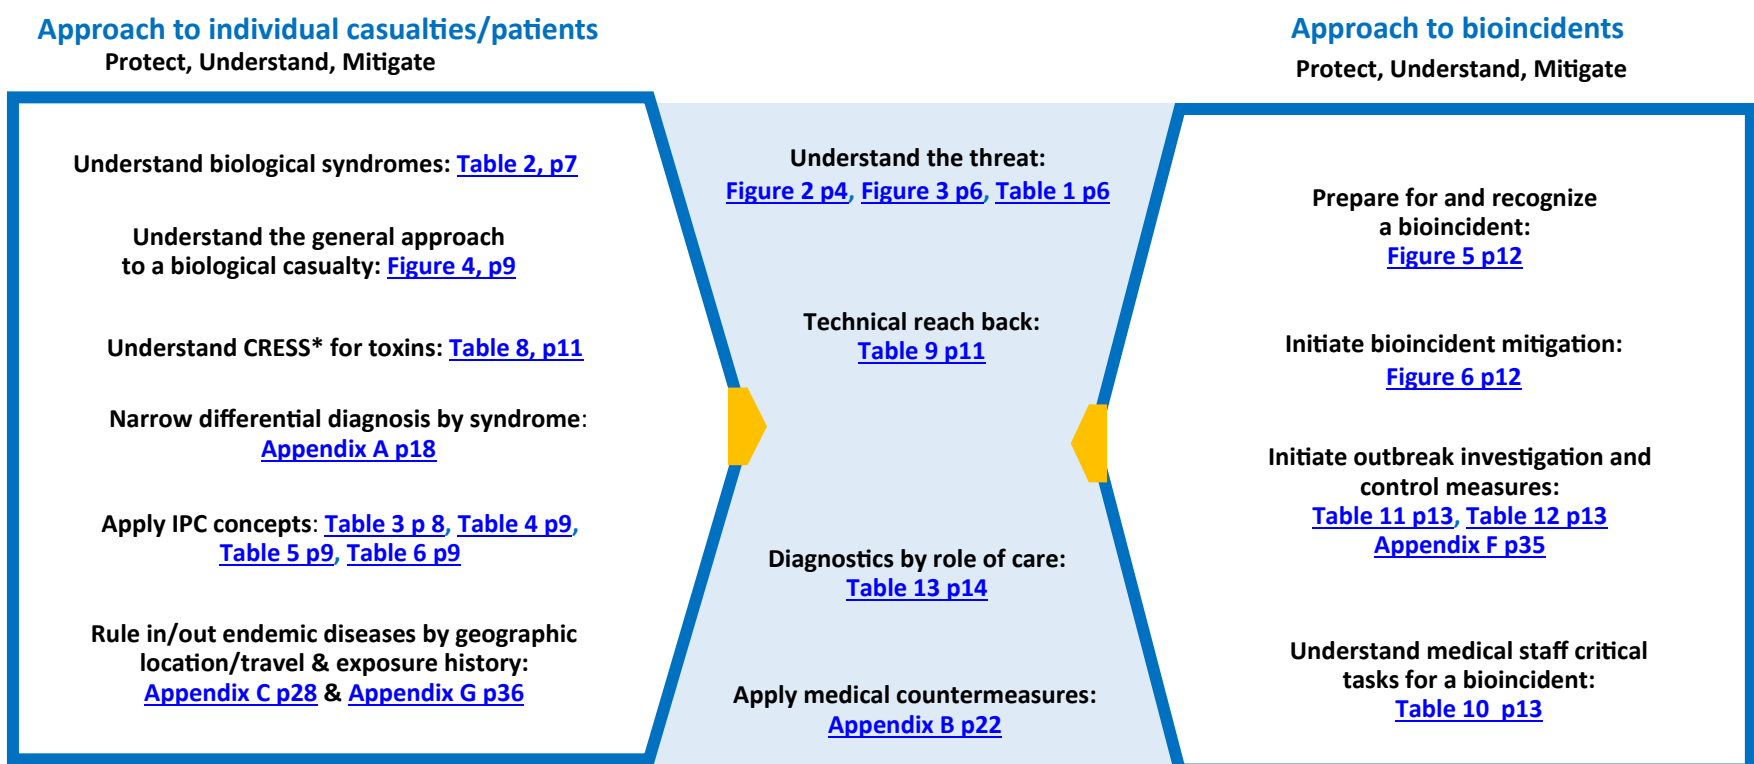 Approach to individual casualties/patients
Protect, Understand, Mitigate
Understand biological syndromes: Table 2, p7
Understand the general approach
to a biological casualty: Figure 4, p9
Understand CRESS* for toxins: Table 8, p11
Narrow differential diagnosis by syndrome:
Appendix A p18
Apply IPC concepts: Table 3 p 8, Table 4 p9,
Table 5 p9, Table 6 p9
Rule in/out endemic diseases by geographic
location/travel & exposure history:
Appendix C p28 & Appendix G p36
Understand the threat:
Figure 2 p4, Figure 3 p6, Table 1 p6
Technical reach back:
Table 9 p11
Diagnostics by role of care:
Table 13 p14
Apply medical countermeasures:
Appendix B p22
Approach to bioincidents
Protect, Understand, Mitigate
Prepare for and recognize
a bioincident:
Figure 5 p12
Initiate bioincident mitigation:
Figure 6 p12
Initiate outbreak investigation and
control measures:
Table 11 p13, Table 12 p13
Appendix F p35
Understand medical staff critical
tasks for a bioincident:
Table 10 p13